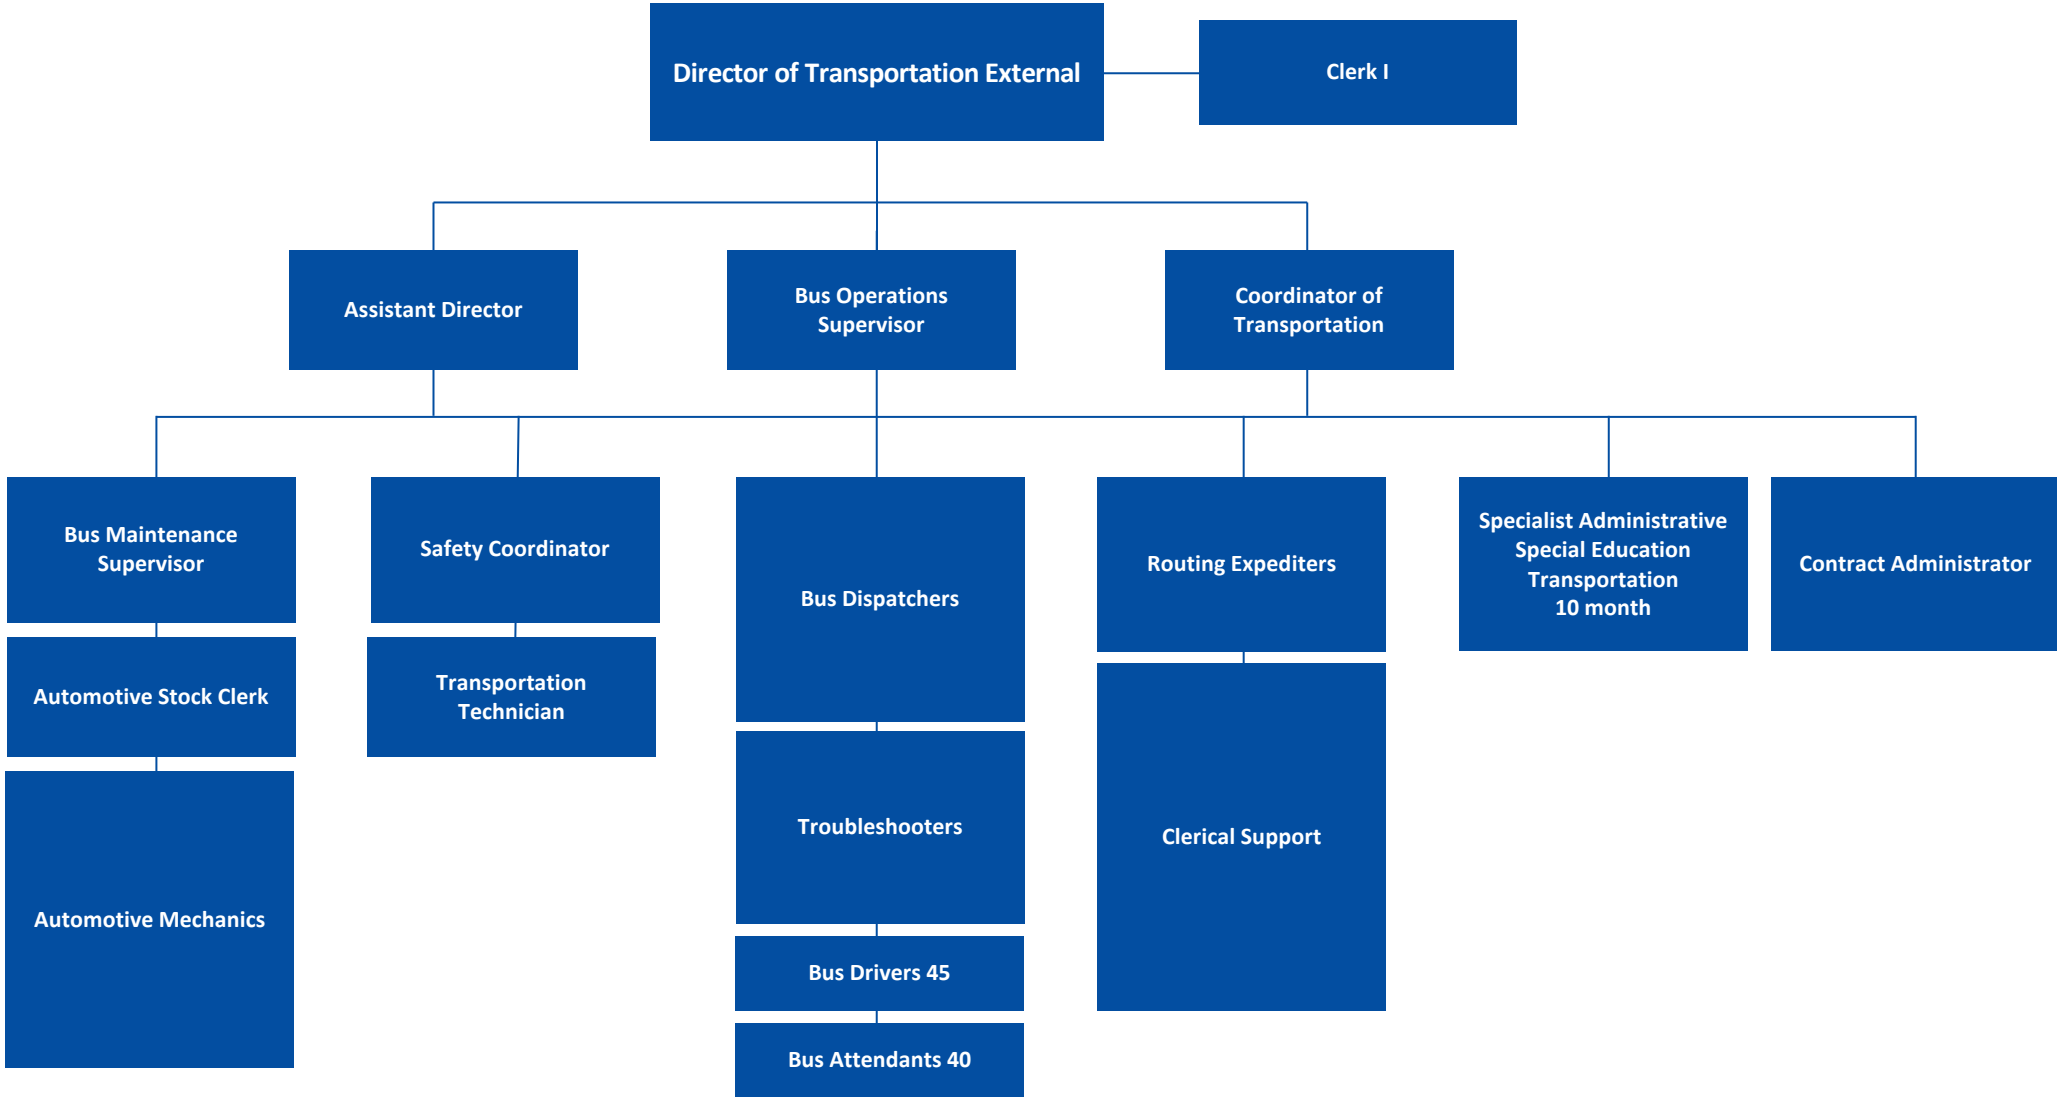 Director of Transportation External
Clerk I
Assistant Director
Bus Operations
Supervisor
Coordinator of
Transportation
Bus Maintenance
Supervisor
Safety Coordinator
Bus Dispatchers
Routing Expediters
Specialist Administrative
Special Education
Transportation
10 month
Contract Administrator
Automotive Stock Clerk
Transportation
Technician
Troubleshooters
Clerical Support
Automotive Mechanics
Bus Drivers 45
Bus Attendants 40